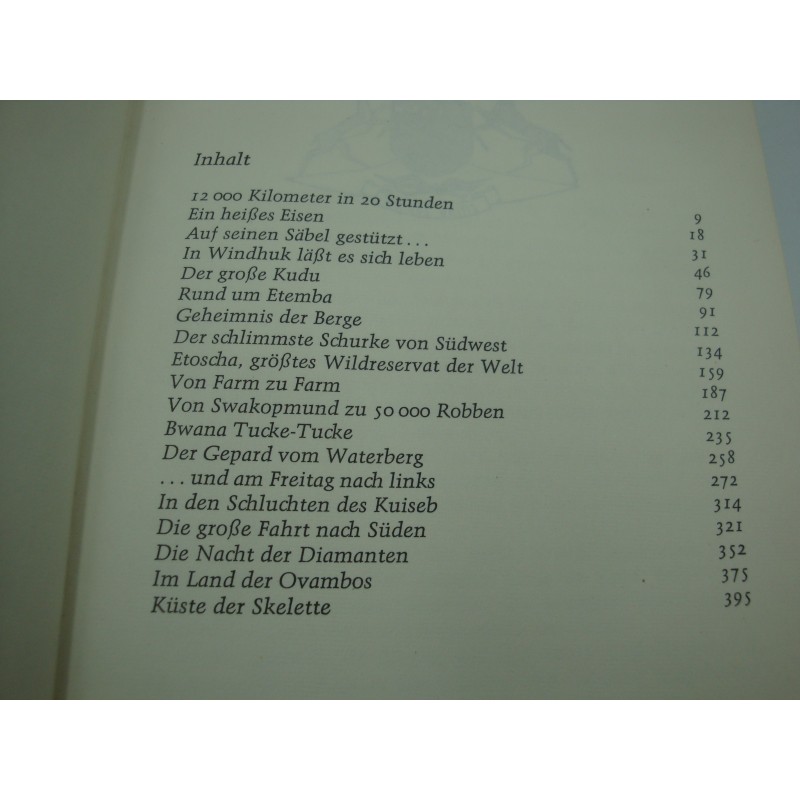 Inhalt
12 000 Kilometer in 20 Stunden 9
Ein heißes Eisen 18
Auf seinen Säbel gestützt... 31
In Windhuk läßt es sich leben 46
Der große Kudu 79
Rund um Etemba 91
Geheimnis der Berge 112
Der schlimmste Schurke von Südwest 134
Etoscha, größtes Wildreservat der Welt 159
Von Farm zu Farm 187
Von Swakopmund zu 50 000 Robben 212
Bwana Tucke-Tucke 235
Der Gepard vom Waterberg 258
...und am Freitag nach links 272
In den Schluchten des Kuiseb 314
Die große Fahrt nach Süden 321
Die Nacht der Diamanten 352
Im Land der Ovambos 375
Küste der Skelette 395